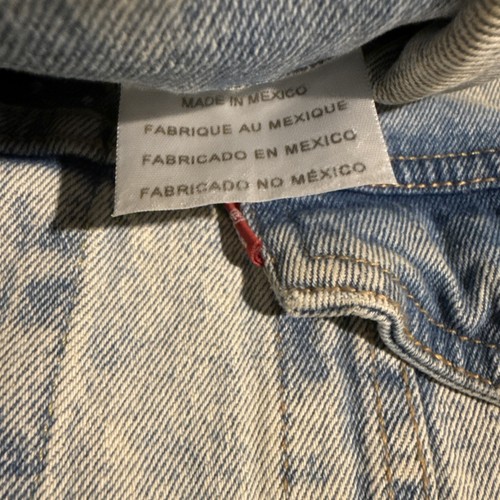 MADE IN MEXICO
FABRIQUE AU MEXIQUE
FABRICADO EN MEXICO
FABRICADO NO MÉXICO